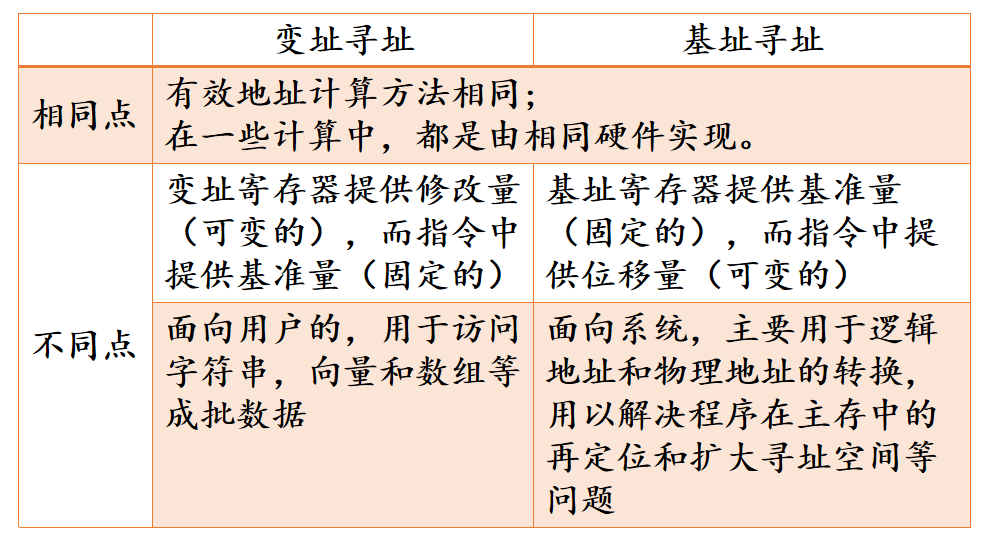 变址寻址
基址寻址
相同点
有效地址计算方法相同；
在一些计算中，都是由相同硬件实现。
不同点
变址寄存器提供修改量
（可变的），而指令中
提供基准量（固定的）
基址寄存器提供基准量
（固定的），而指令中提
供位移量（可变的）
面向用户的，用于访问
字符串，向量和数组等
成批数据
面向系统，主要用于逻辑
地址和物理地址的转换，
用以解决程序在主存中的
再定位和扩大寻址空间等
问题